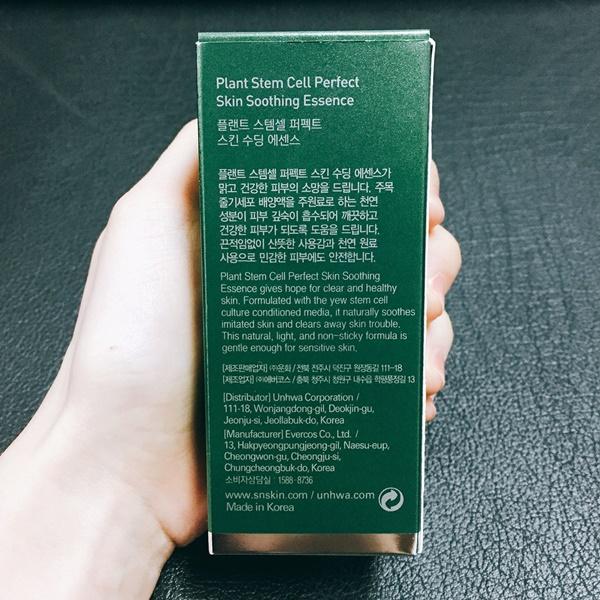 Plant Stem Cell Perfect
Skin Soothing Essence
플랜트 스템셀 퍼펙트
스킨 수딩 에센스
플랜트 스템셀 퍼펙트 스킨 수딩 에센스가
맑고 건강한 피부의 소망을 드립니다. 주목
줄기세포 배양액을 주원료로 하는 천연
성분이 피부 깊숙이 흡수되어 깨끗하고
건강한 피부가 되도록 도움을 드립니다.
끈적임없이 산뜻한 사용감과 천연 원료
사용으로 민감한 피부에도 안전합니다.
Plant Stem Cell Perfect Skin Soothing
Essence gives hope for clear and healthy
skin. Formulated with the yew stem cell
culture conditioned media, it naturally soothes
imitated skin and clears away skin trouble.
This natural, light, and non-sticky formula is
gentle enough for sensitive skin.
[제조판매업자] (주)운화 / 전북 전주시 덕진구 원장동길 111-18
[제조업자] (주)에버코스 / 충북 청주시 청원구 내수읍 학평풍정길 13
[Distributor] Unhwa Corporation /
111-18, Wonjangdong-gil, Deokjin-gu,
Jeonju-si, Jeollabuk-do, Korea
[Manufacturer] Evercos Co., Ltd. /
13, Hakpyeongpungjeong-gil, Naesu-eup,
Cheongwon-gu, Cheongju-si,
Chungcheongbuk-do, Korea
소비자상담실 : 1588-8736
www.snskin.com / unhwa.com
Made in Korea